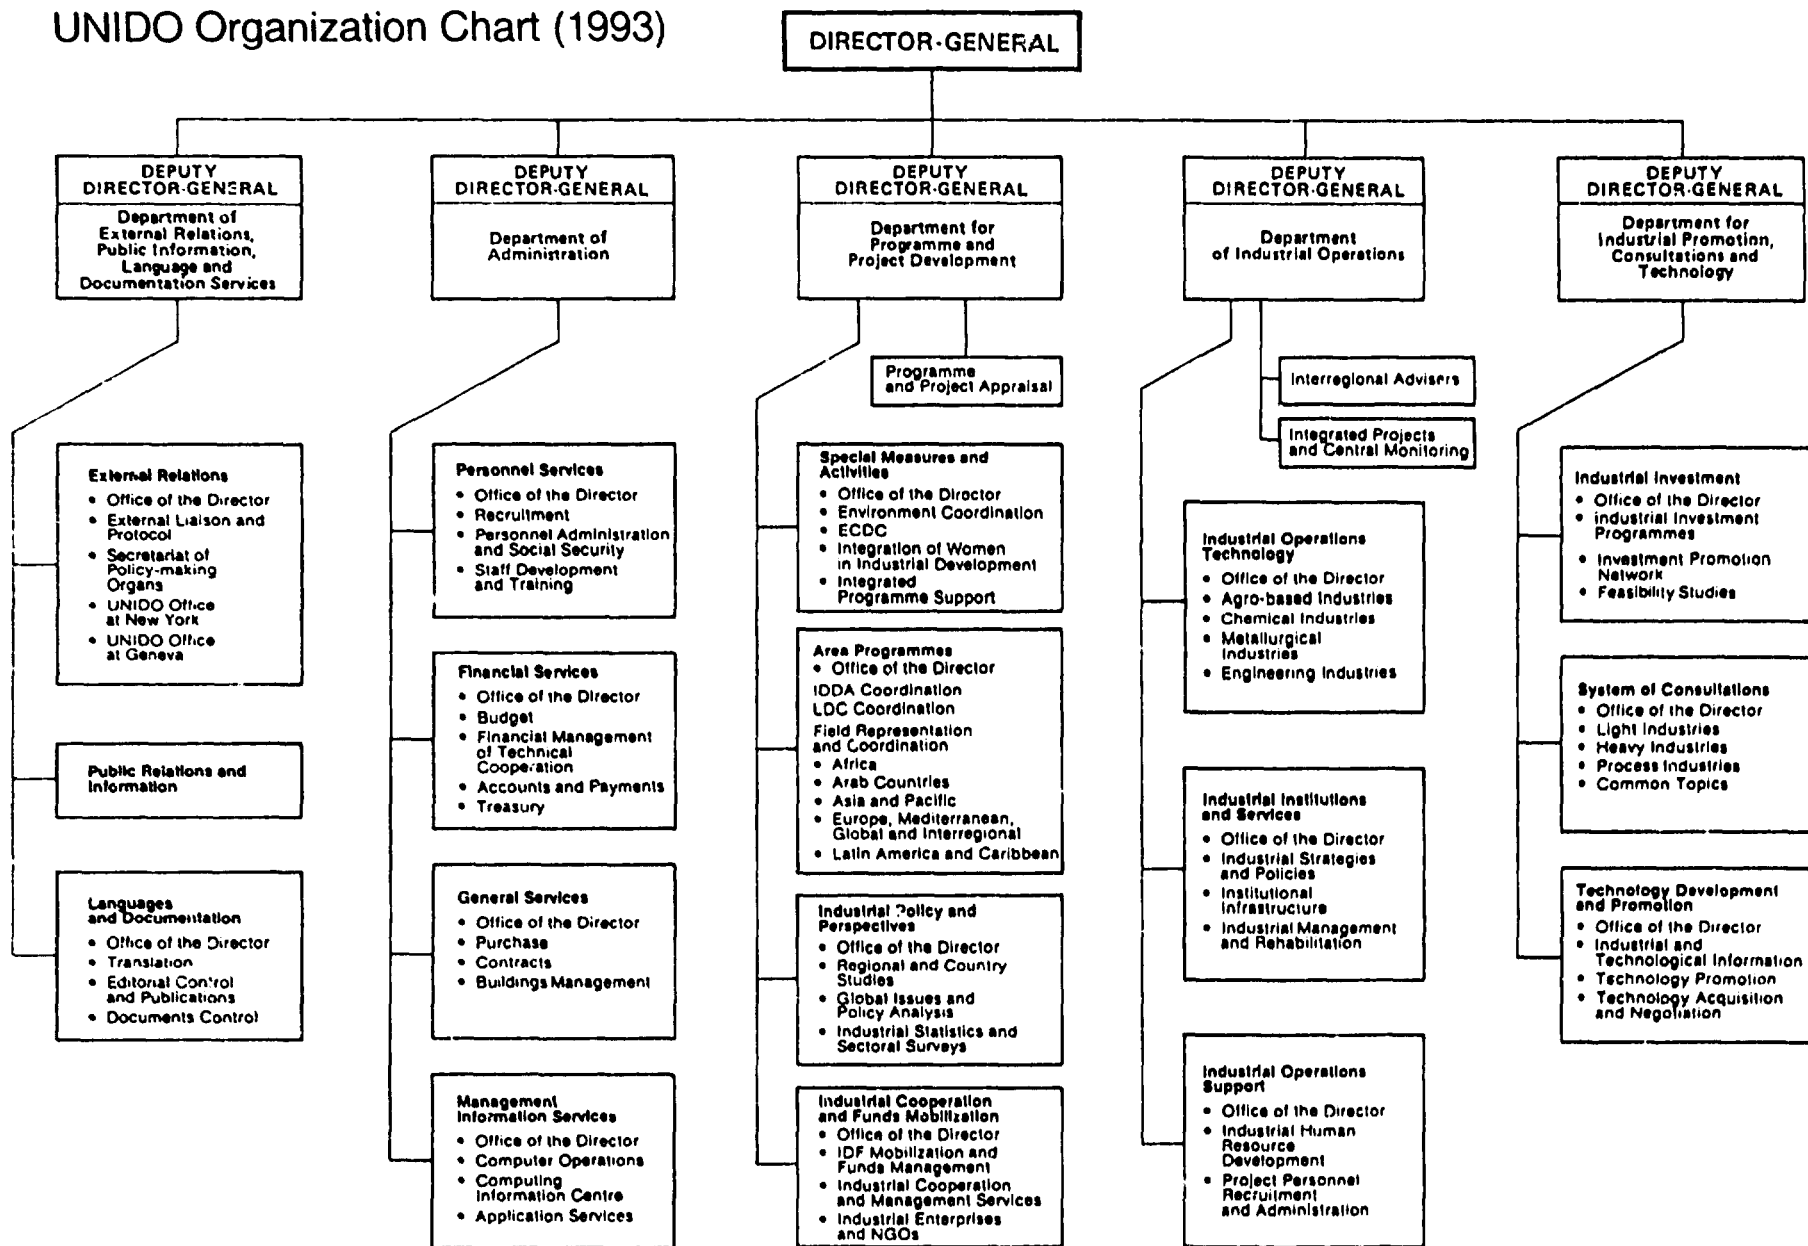 UNIDO Organization Chart (1993)
DIRECTOR-GENERAL
DEPUTY
DIRECTOR-GENERAL
Department of
External Relations,
Public Information,
Language and
Documentation Services
External Relations
• Office of the Director
• External Liaison and
Protocol
• Secretariat of
Policy-making
Organs
• UNIDO Office
at New York
• UNIDO Office
at Geneva
Public Relations and
Information
Languages
and Documentation
• Office of the Director
• Translation
• Editorial Control
and Publications
• Documents Control
DEPUTY
DIRECTOR-GENERAL
Department of
Administration
Personnel Services
• Office of the Director
• Recruitment
• Personnel Administration
and Social Security
• Staff Development
and Training
Financial Services
• Office of the Director
• Budget
• Financial Management
of Technical
Cooperation
• Accounts and Payments
• Treasury
General Services
• Office of the Director
• Purchase
• Contracts
• Buildings Management
Management
Information Services
• Office of the Director
• Computer Operations
• Computing
Information Centre
• Application Services
DEPUTY
DIRECTOR-GENERAL
Department for
Programme and
Project Development
Programme
and Project Appraisal
Special Measures and
Activities
• Office of the Director
• Environment Coordination
• ECDC
• Integration of Women
in Industrial Development
• Integrated
Programme Support
Area Programmes
• Office of the Director
IDDA Coordination
LDC Coordination
Field Representation
and Coordination
• Africa
• Arab Countries
• Asia and Pacific
• Europe, Mediterranean,
Global and Interregional
• Latin America and Caribbean
Industrial Policy and
Perspectives
• Office of the Director
• Regional and Country
Studies
• Global Issues and
Policy Analysis
• Industrial Statistics and
Sectoral Surveys
Industrial Cooperation
and Funds Mobilization
• Office of the Director
• IDF Mobilization and
Funds Management
• Industrial Cooperation
and Management Services
• Industrial Enterprises
and NGOs
DEPUTY
DIRECTOR-GENERAL
Department
of Industrial Operations
Interregional Advisers
Integrated Projects
and Central Monitoring
Industrial Operations
Technology
• Office of the Director
• Agro-based Industries
• Chemical Industries
• Metallurgical
Industries
• Engineering Industries
Industrial Institutions
and Services
• Office of the Director
• Industrial Strategies
and Policies
• Institutional
Infrastructure
• Industrial Management
and Rehabilitation
Industrial Operations
Support
• Office of the Director
• Industrial Human
Resource
Development
• Project Personnel
Recruitment
and Administration
DEPUTY
DIRECTOR-GENERAL
Department for
Industrial Promotion,
Consultations and
Technology
Industrial Investment
• Office of the Director
• Industrial Investment
Programmes
• Investment Promotion
Network
• Feasibility Studies
System of Consultations
• Office of the Director
• Light Industries
• Heavy Industries
• Process Industries
• Common Topics
Technology Development
and Promotion
• Office of the Director
• Industrial and
Technological Information
• Technology Promotion
• Technology Acquisition
and Negotiation